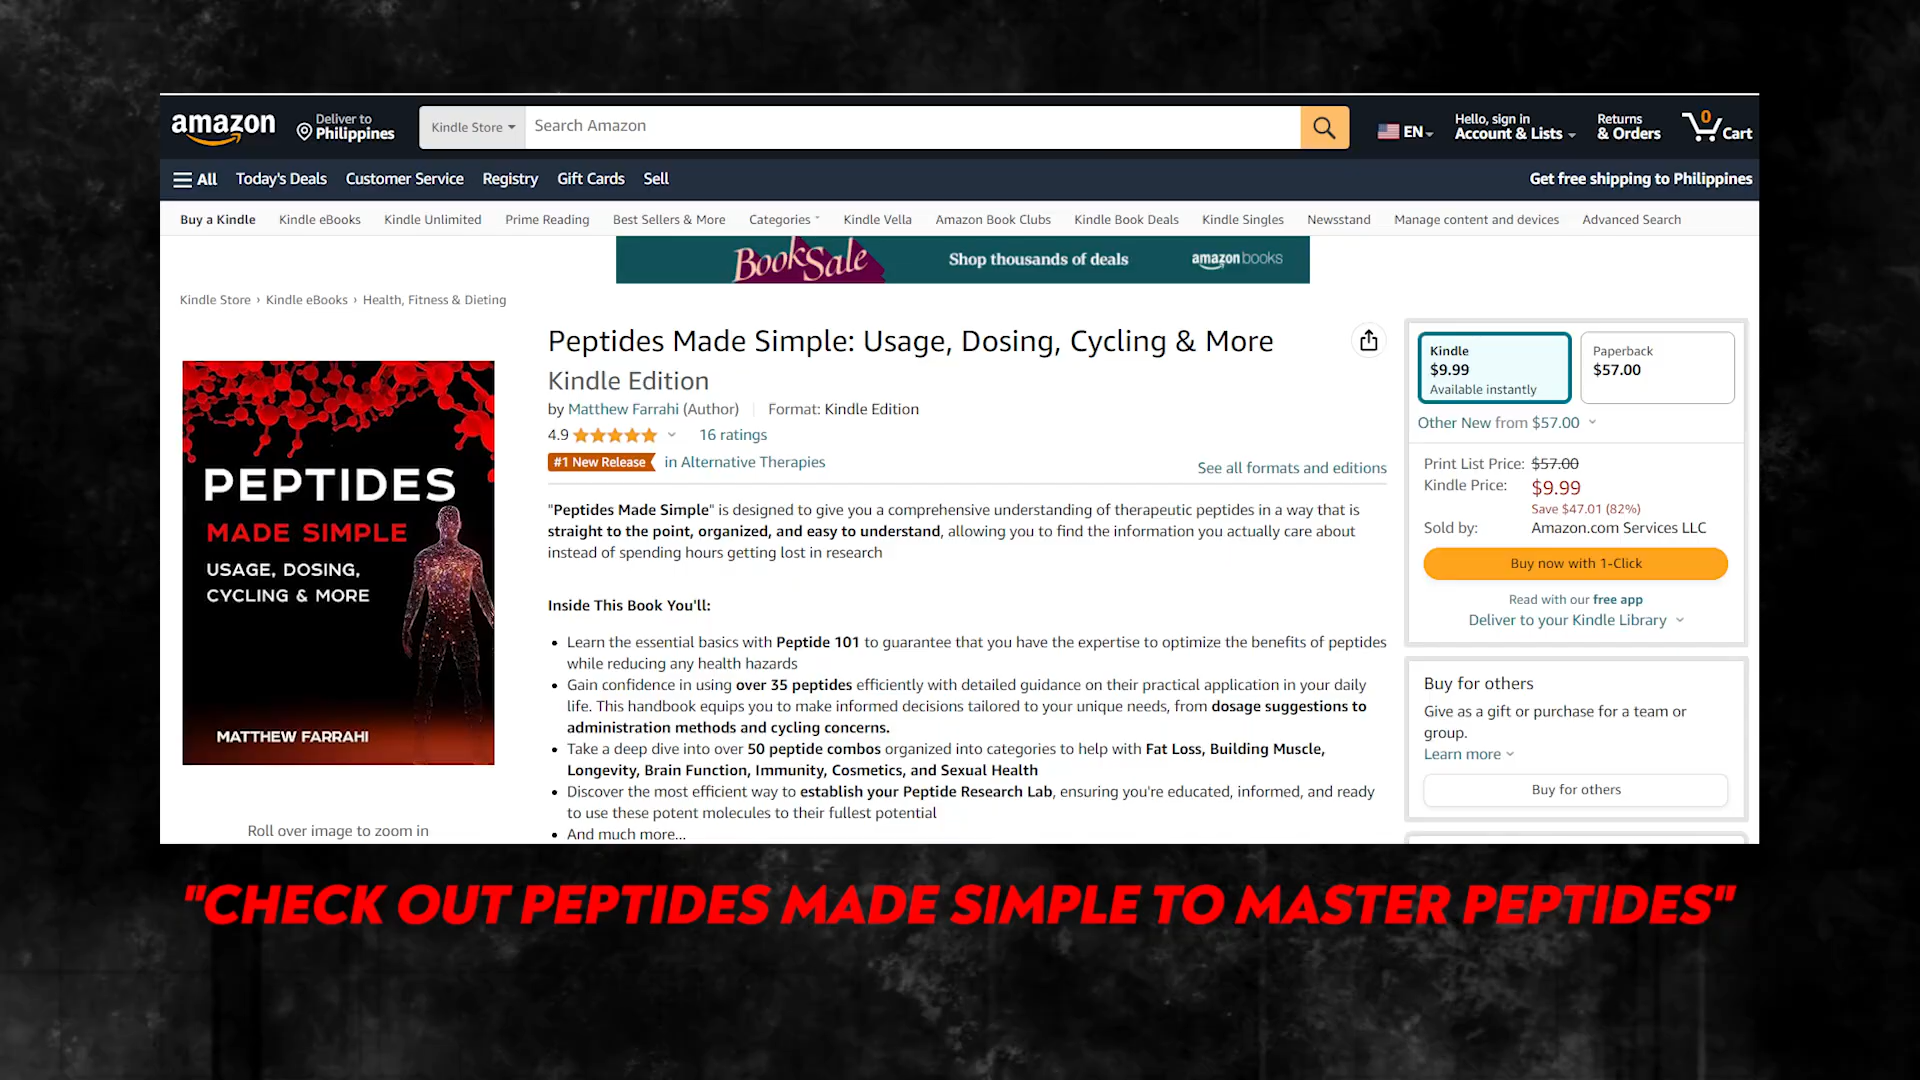 amazon
Deliver to
Philippines
Kindle Store
Search Amazon
EN
Hello, sign in
Account & Lists
Returns
& Orders
0
Cart
All
Today's Deals
Customer Service
Registry
Gift Cards
Sell
Get free shipping to Philippines
Buy a Kindle
Kindle eBooks
Kindle Unlimited
Prime Reading
Best Sellers & More
Categories
Kindle Vella
Amazon Book Clubs
Kindle Book Deals
Kindle Singles
Newsstand
Manage content and devices
Advanced Search
BookSale
Shop thousands of deals
amazon books
Kindle Store › Kindle eBooks › Health, Fitness & Dieting
PEPTIDES
MADE SIMPLE
USAGE, DOSING,
CYCLING & MORE
MATTHEW FARRAHI
Roll over image to zoom in
Peptides Made Simple: Usage, Dosing, Cycling & More
Kindle Edition
by Matthew Farrahi (Author) | Format: Kindle Edition
4.9 16 ratings
#1 New Release in Alternative Therapies
See all formats and editions
"Peptides Made Simple" is designed to give you a comprehensive understanding of therapeutic peptides in a way that is
straight to the point, organized, and easy to understand, allowing you to find the information you actually care about
instead of spending hours getting lost in research
Inside This Book You'll:
• Learn the essential basics with Peptide 101 to guarantee that you have the expertise to optimize the benefits of peptides
while reducing any health hazards
• Gain confidence in using over 35 peptides efficiently with detailed guidance on their practical application in your daily
life. This handbook equips you to make informed decisions tailored to your unique needs, from dosage suggestions to
administration methods and cycling concerns.
• Take a deep dive into over 50 peptide combos organized into categories to help with Fat Loss, Building Muscle,
Longevity, Brain Function, Immunity, Cosmetics, and Sexual Health
• Discover the most efficient way to establish your Peptide Research Lab, ensuring you're educated, informed, and ready
to use these potent molecules to their fullest potential
• And much more...
Kindle
$9.99
Available instantly
Paperback
$57.00
Other New from $57.00
Print List Price: $57.00
Kindle Price: $9.99
Save $47.01 (82%)
Sold by: Amazon.com Services LLC
Buy now with 1-Click
Read with our free app
Deliver to your Kindle Library
Buy for others
Give as a gift or purchase for a team or
group.
Learn more
Buy for others
"CHECK OUT PEPTIDES MADE SIMPLE TO MASTER PEPTIDES"